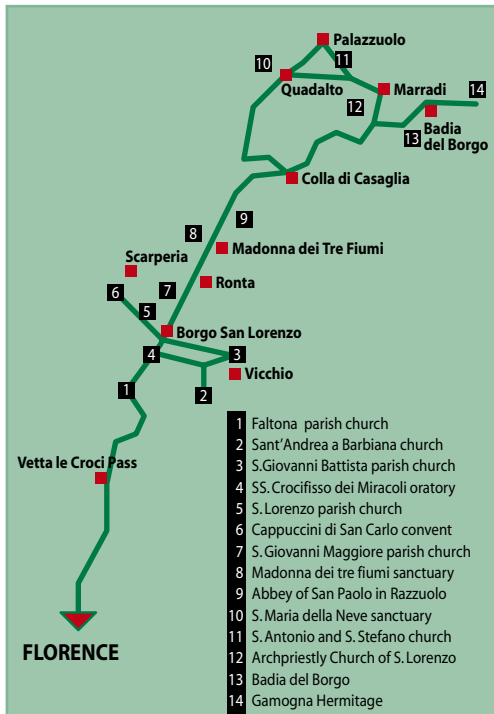 Palazzuolo
10
11
14
Quadalto
Marradi
12
13
Badia
del Borgo
Colla di Casaglia
9
8
Madonna dei Tre Fiumi
Scarperia
7
Ronta
6
5
Borgo San Lorenzo
4
3
Vicchio
1
2
Vetta le Croci Pass
FLORENCE
1 Faltona parish church
2 Sant'Andrea a Barbiana church
3 S.Giovanni Battista parish church
4 SS. Crocifisso dei Miracoli oratory
5 S. Lorenzo parish church
6 Cappuccini di San Carlo convent
7 S. Giovanni Maggiore parish church
8 Madonna dei tre fiumi sanctuary
9 Abbey of San Paolo in Razzuolo
10 S. Maria della Neve sanctuary
11 S. Antonio and S. Stefano church
12 Archpriestly Church of S. Lorenzo
13 Badia del Borgo
14 Gamogna Hermitage